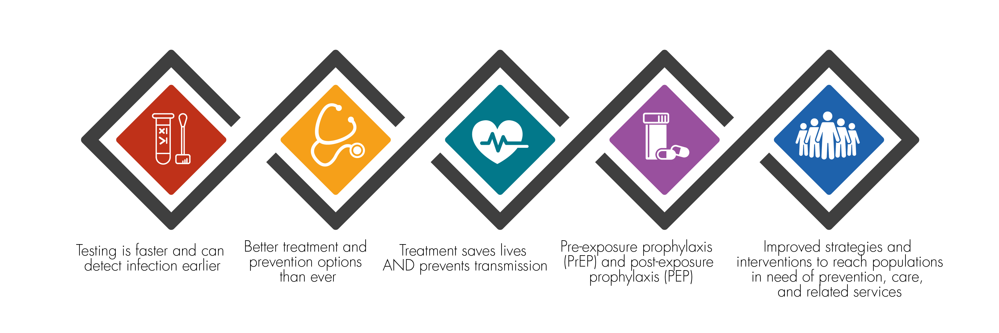 Testing is faster and can
detect infection earlier
Better treatment and
prevention options
than ever
Treatment saves lives
AND prevents transmission
Pre-exposure prophylaxis
(PrEP) and post-exposure
prophylaxis (PEP)
Improved strategies and
interventions to reach populations
in need of prevention, care,
and related services